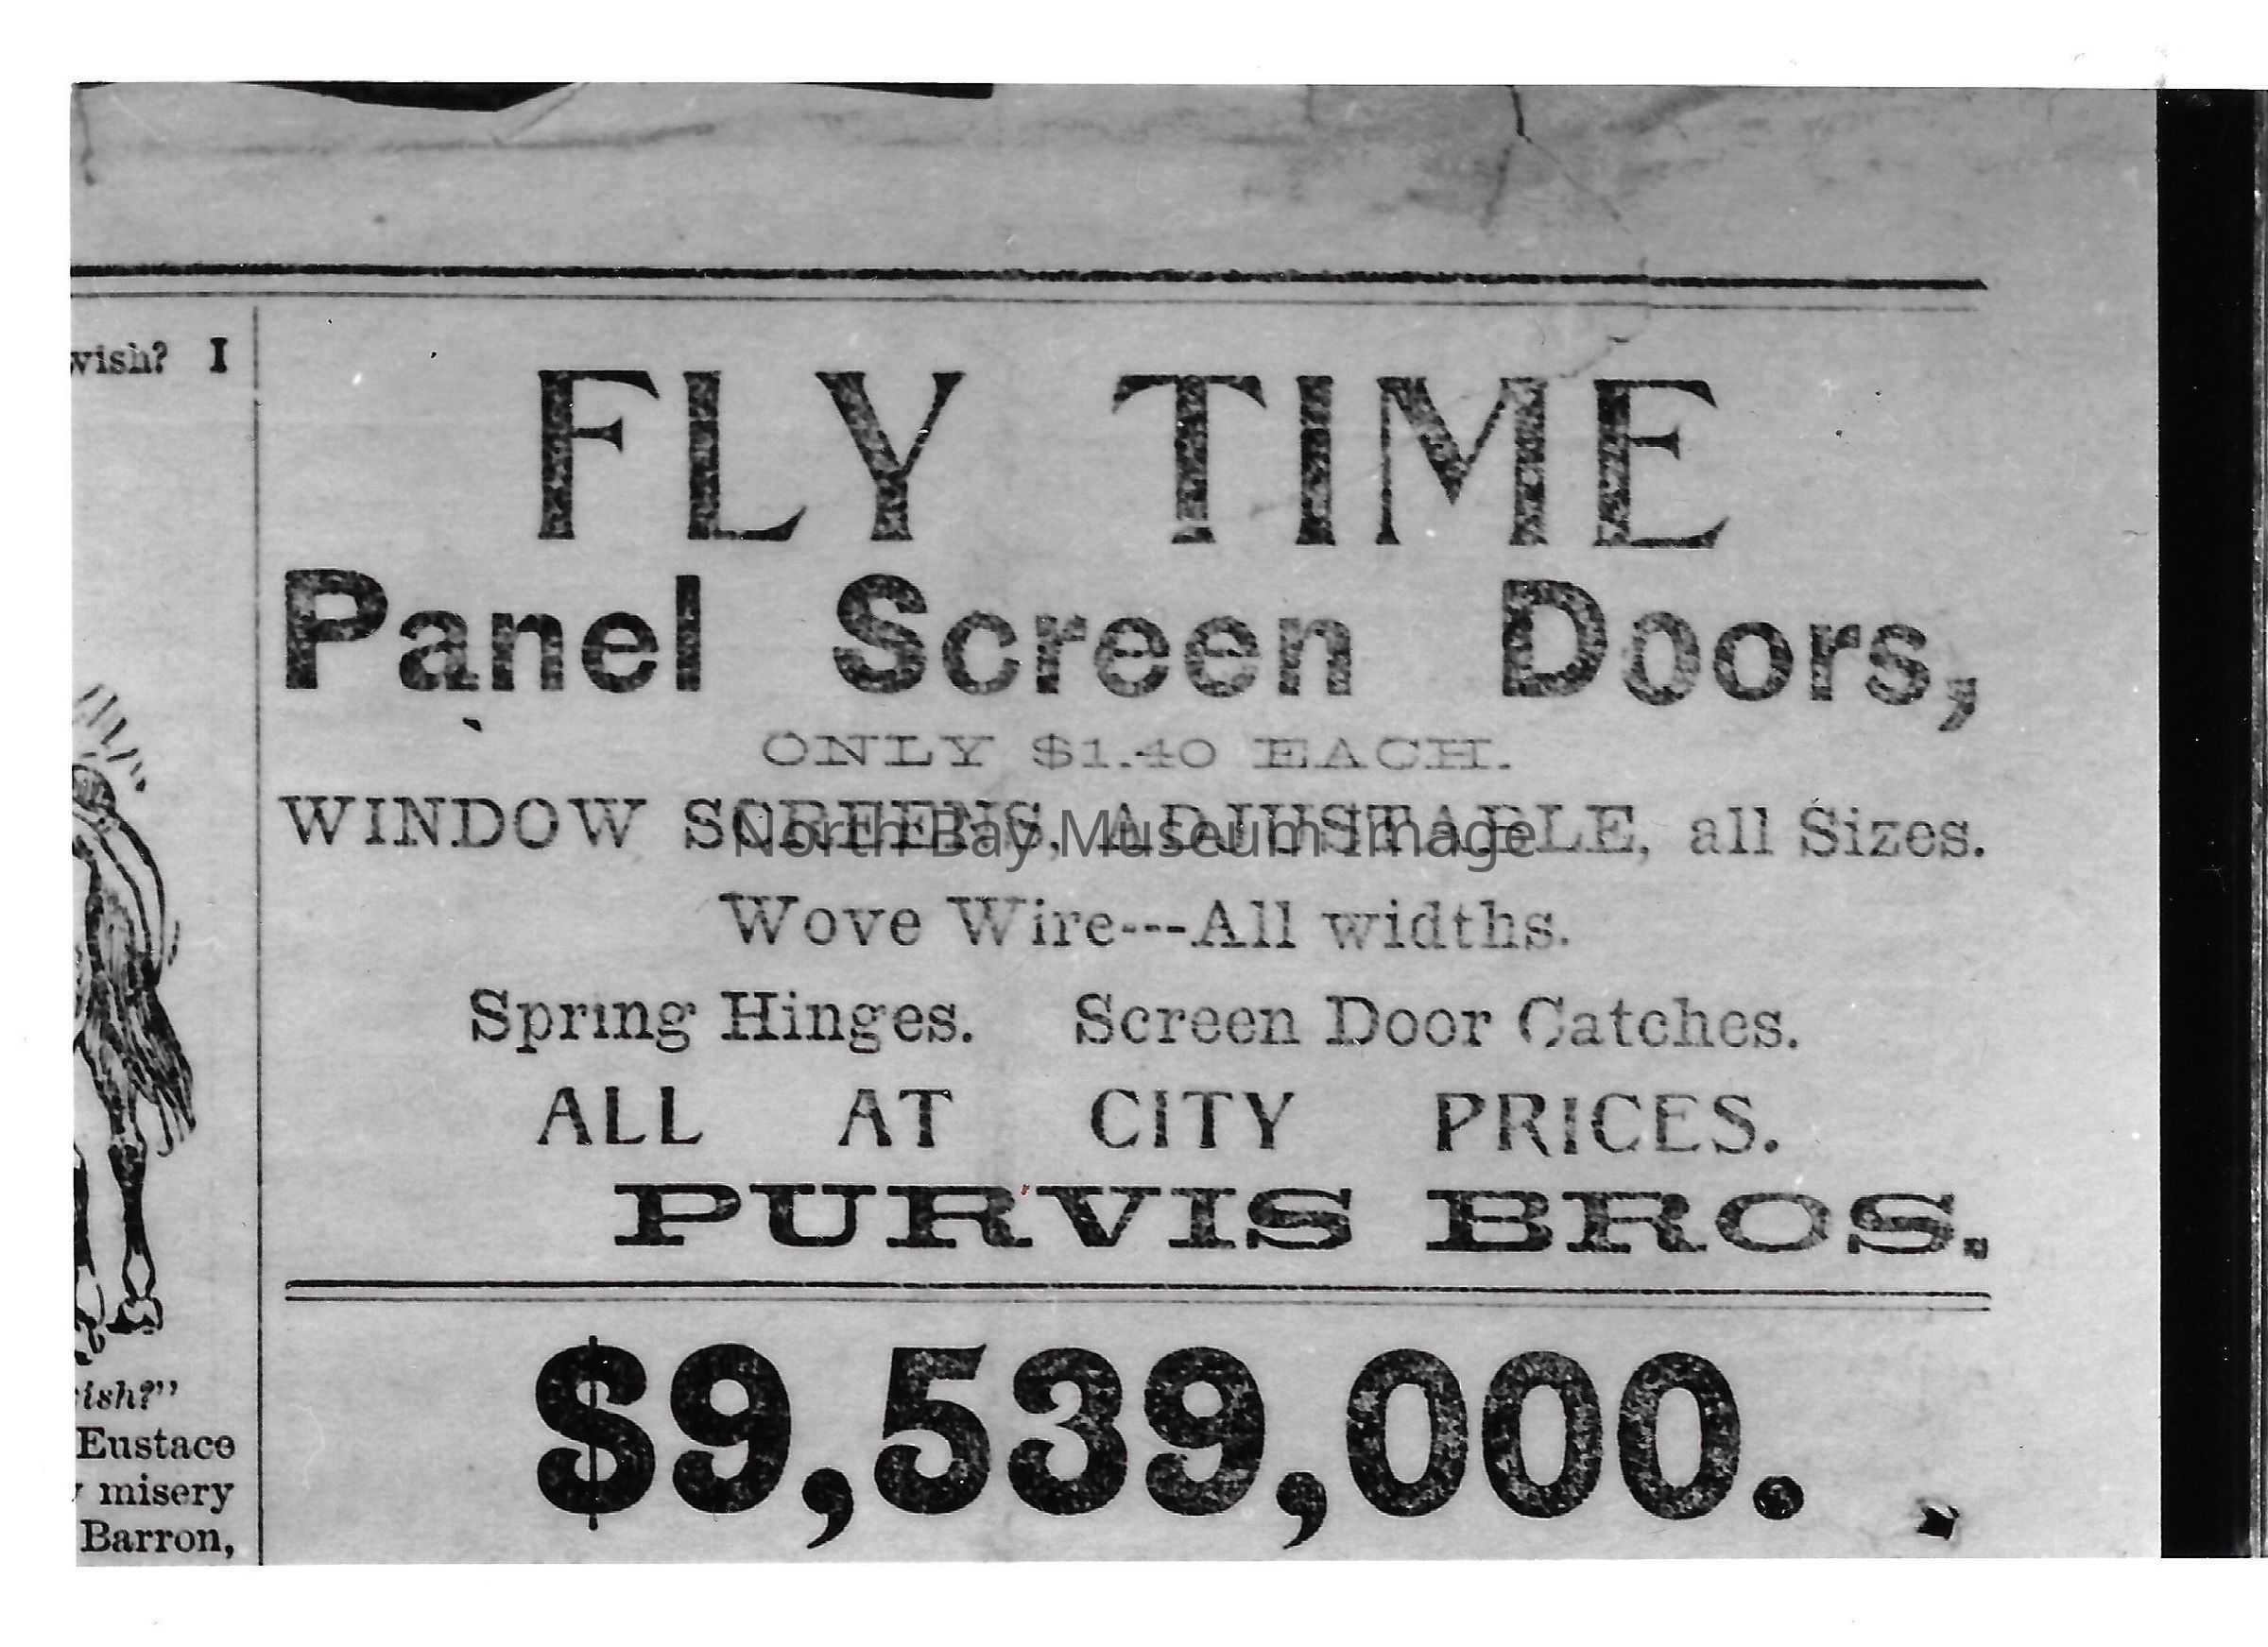 wish? I
ish?"
Eustace
misery
Barron,
FLY TIME
Panel Screen Doors,
ONLY $1.40 EACH.
WINDOW SCREENS, ADJUSTABLE, all Sizes.
North Bay Museum Image
Wove Wire---All widths.
Spring Hinges. Screen Door Catches.
ALL AT CITY PRICES.
PURVIS BROS.
$9,539,000.